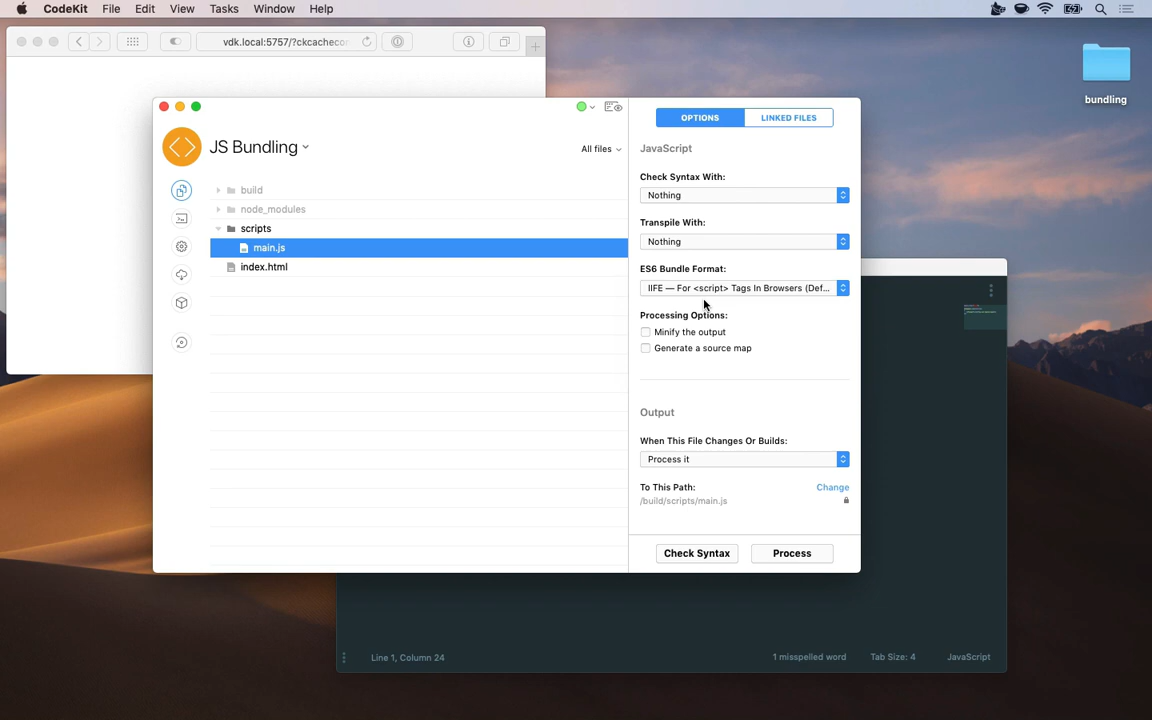 CodeKit File Edit View Tasks Window Help
vdk.local:5757/?ckcacheco
bundling
OPTIONS LINKED FILES
JS Bundling
All files
JavaScript
build
node_modules
scripts
main.js
index.html
Check Syntax With:
Nothing
Transpile With:
Nothing
ES6 Bundle Format:
IIFE — For <script> Tags In Browsers (Def...
Processing Options:
Minify the output
Generate a source map
Output
When This File Changes Or Builds:
Process it
To This Path: Change
/build/scripts/main.js
Check Syntax Process
Line 1, Column 24 1 misspelled word Tab Size: 4 JavaScript